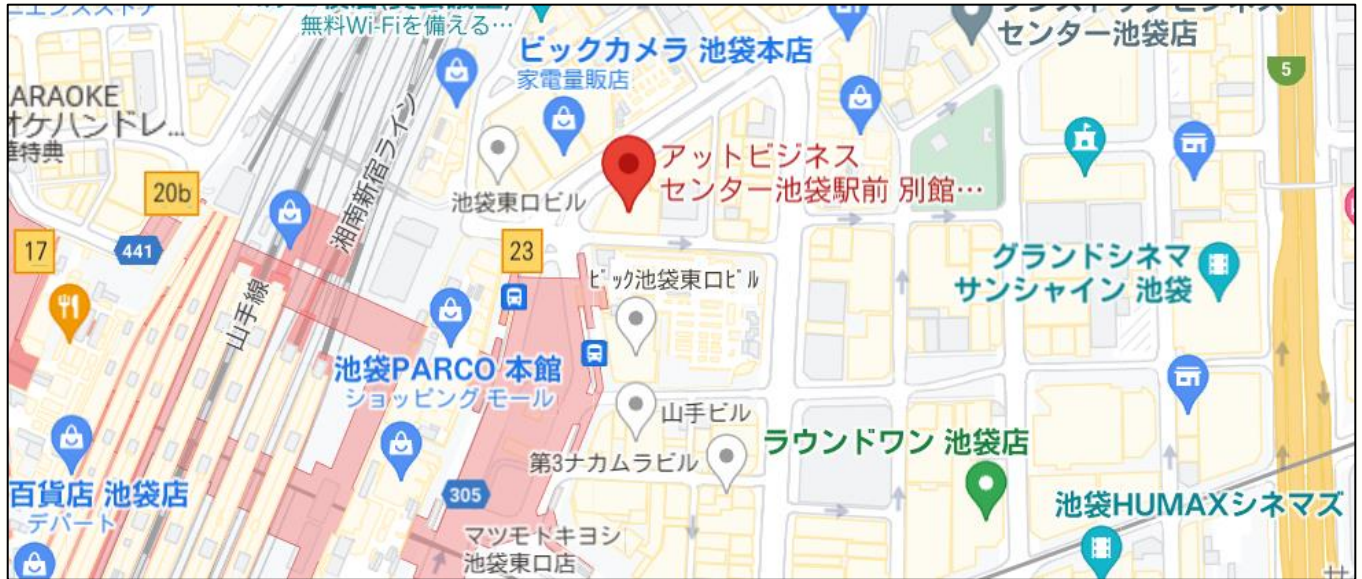 無料Wi-Fiを備える…
ビックカメラ 池袋本店
家電量販店
センター池袋店
5
ARAOKE
オケハンドレ…
特典
湘南新宿ライン
池袋東口ビル
アットビジネス
センター池袋駅前 別館…
20b
17
441
23
ビック池袋東口ビル
グランドシネマ
サンシャイン 池袋
山手線
池袋PARCO 本館
ショッピング モール
山手ビル
ラウンドワン 池袋店
第3ナカムラビル
百貨店 池袋店
デパート
305
池袋HUMAXシネマズ
マツモトキヨシ
池袋東口店